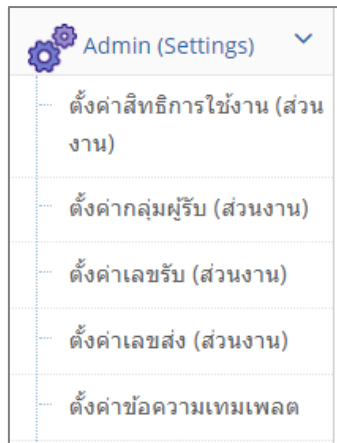 Admin (Settings)
ตั้งค่าสิทธิการใช้งาน (ส่วน
งาน)
ตั้งค่ากลุ่มผู้รับ (ส่วนงาน)
ตั้งค่าเลขรับ (ส่วนงาน)
ตั้งค่าเลขส่ง (ส่วนงาน)
ตั้งค่าข้อความเทมเพลต